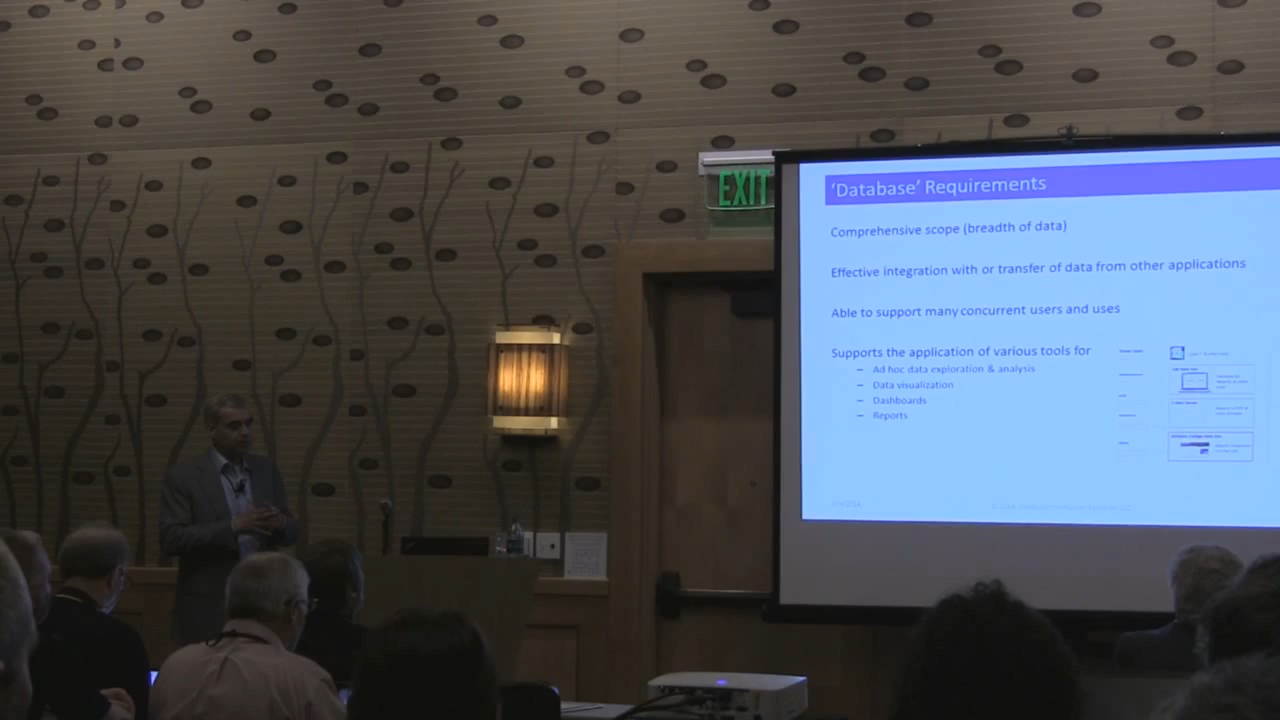 EXIT
‘Database’ Requirements
Comprehensive scope (breadth of data)
Effective integration with or transfer of data from other applications
Able to support many concurrent users and uses
Supports the application of various tools for
– Ad hoc data exploration & analysis
– Data visualization
– Dashboards
– Reports